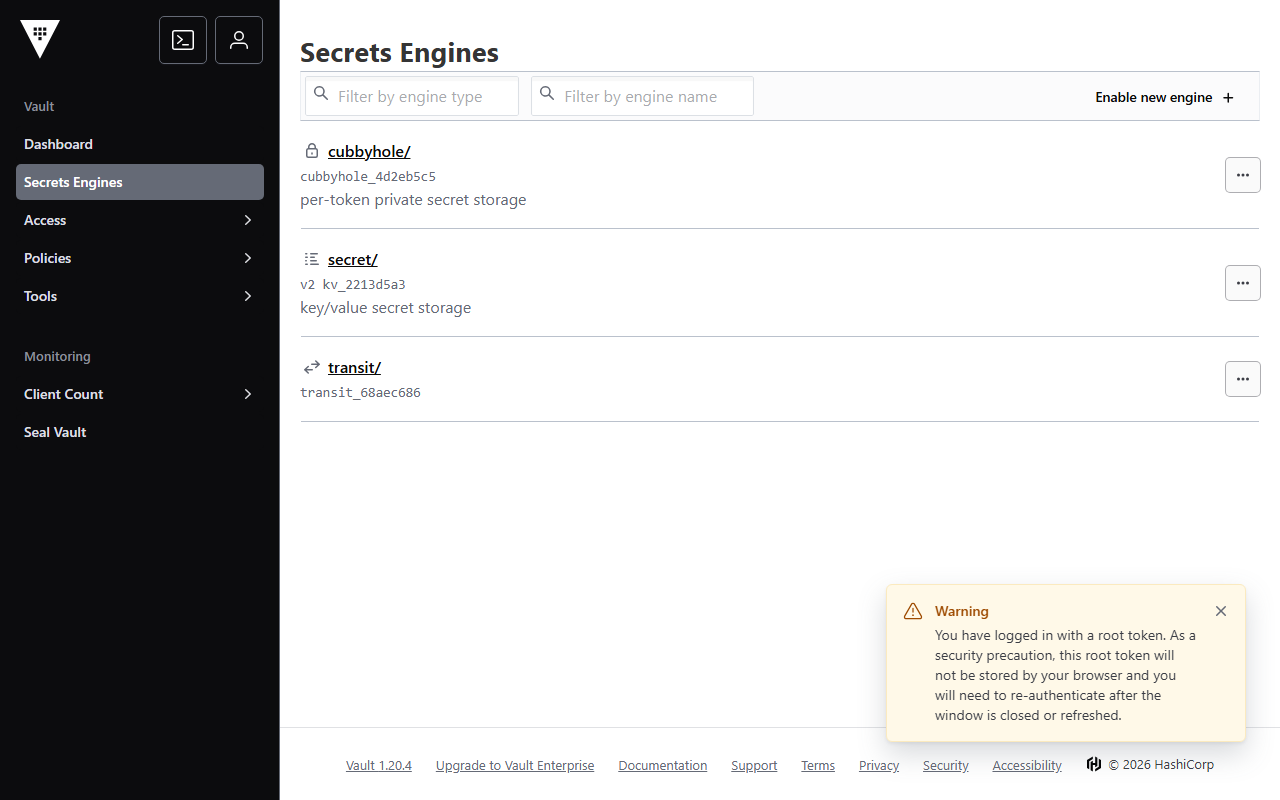 Vault
Dashboard
Secrets Engines
Access
Policies
Tools
Monitoring
Client Count
Seal Vault
Secrets Engines
Filter by engine type
Filter by engine name
Enable new engine
cubbyhole/
cubbyhole_4d2eb5c5
per-token private secret storage
secret/
v2 kv_2213d5a3
key/value secret storage
transit/
transit_68aec686
Warning
You have logged in with a root token. As a
security precaution, this root token will
not be stored by your browser and you
will need to re-authenticate after the
window is closed or refreshed.
Vault 1.20.4
Upgrade to Vault Enterprise
Documentation
Support
Terms
Privacy
Security
Accessibility
© 2026 HashiCorp